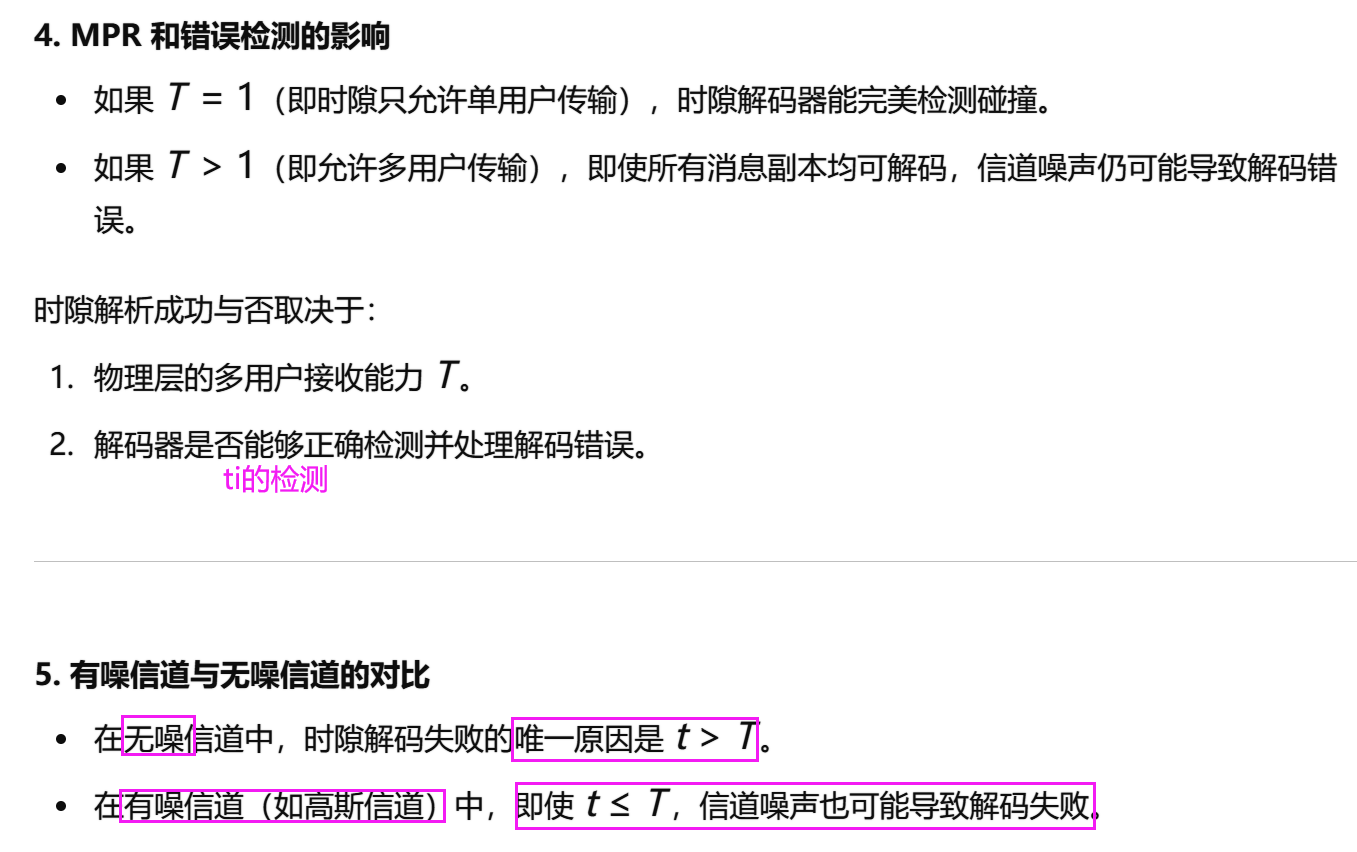 4. MPR 和错误检测的影响
• 如果 T = 1（即时隙只允许单用户传输），时隙解码器能完美检测碰撞。
• 如果 T > 1（即允许多用户传输），即使所有消息副本均可解码，信道噪声仍可能导致解码错
误。
时隙解析成功与否取决于：
1. 物理层的多用户接收能力 T。
2. 解码器是否能够正确检测并处理解码错误。
ti的检测
5. 有噪信道与无噪信道的对比
• 在无噪信道中，时隙解码失败的唯一原因是 t > T。
• 在有噪信道（如高斯信道）中，即使 t ≤ T，信道噪声也可能导致解码失败。